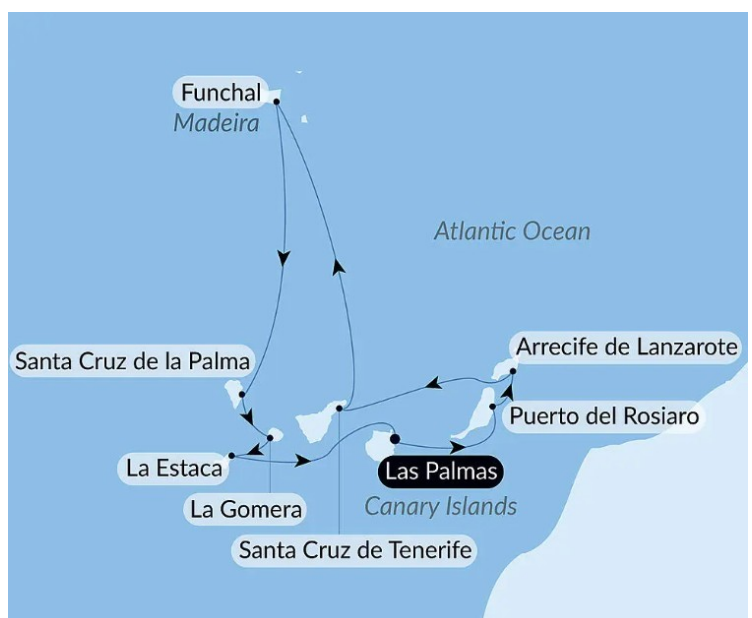 Funchal
Madeira
Atlantic Ocean
Santa Cruz de la Palma
Arrecife de Lanzarote
Puerto del Rosiaro
La Estaca
Las Palmas
La Gomera
Canary Islands
Santa Cruz de Tenerife